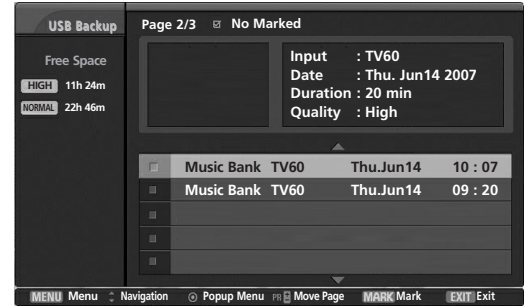 USB Backup
Page 2/3 No Marked
Free Space
HIGH 11h 24m
NORMAL 22h 46m
Input : TV60
Date : Thu. Jun14 2007
Duration : 20 min
Quality : High
Music Bank TV60 Thu.Jun14 10 : 07
Music Bank TV60 Thu.Jun14 09 : 20
MENU Menu Navigation Popup Menu PR Move Page MARK Mark EXIT Exit